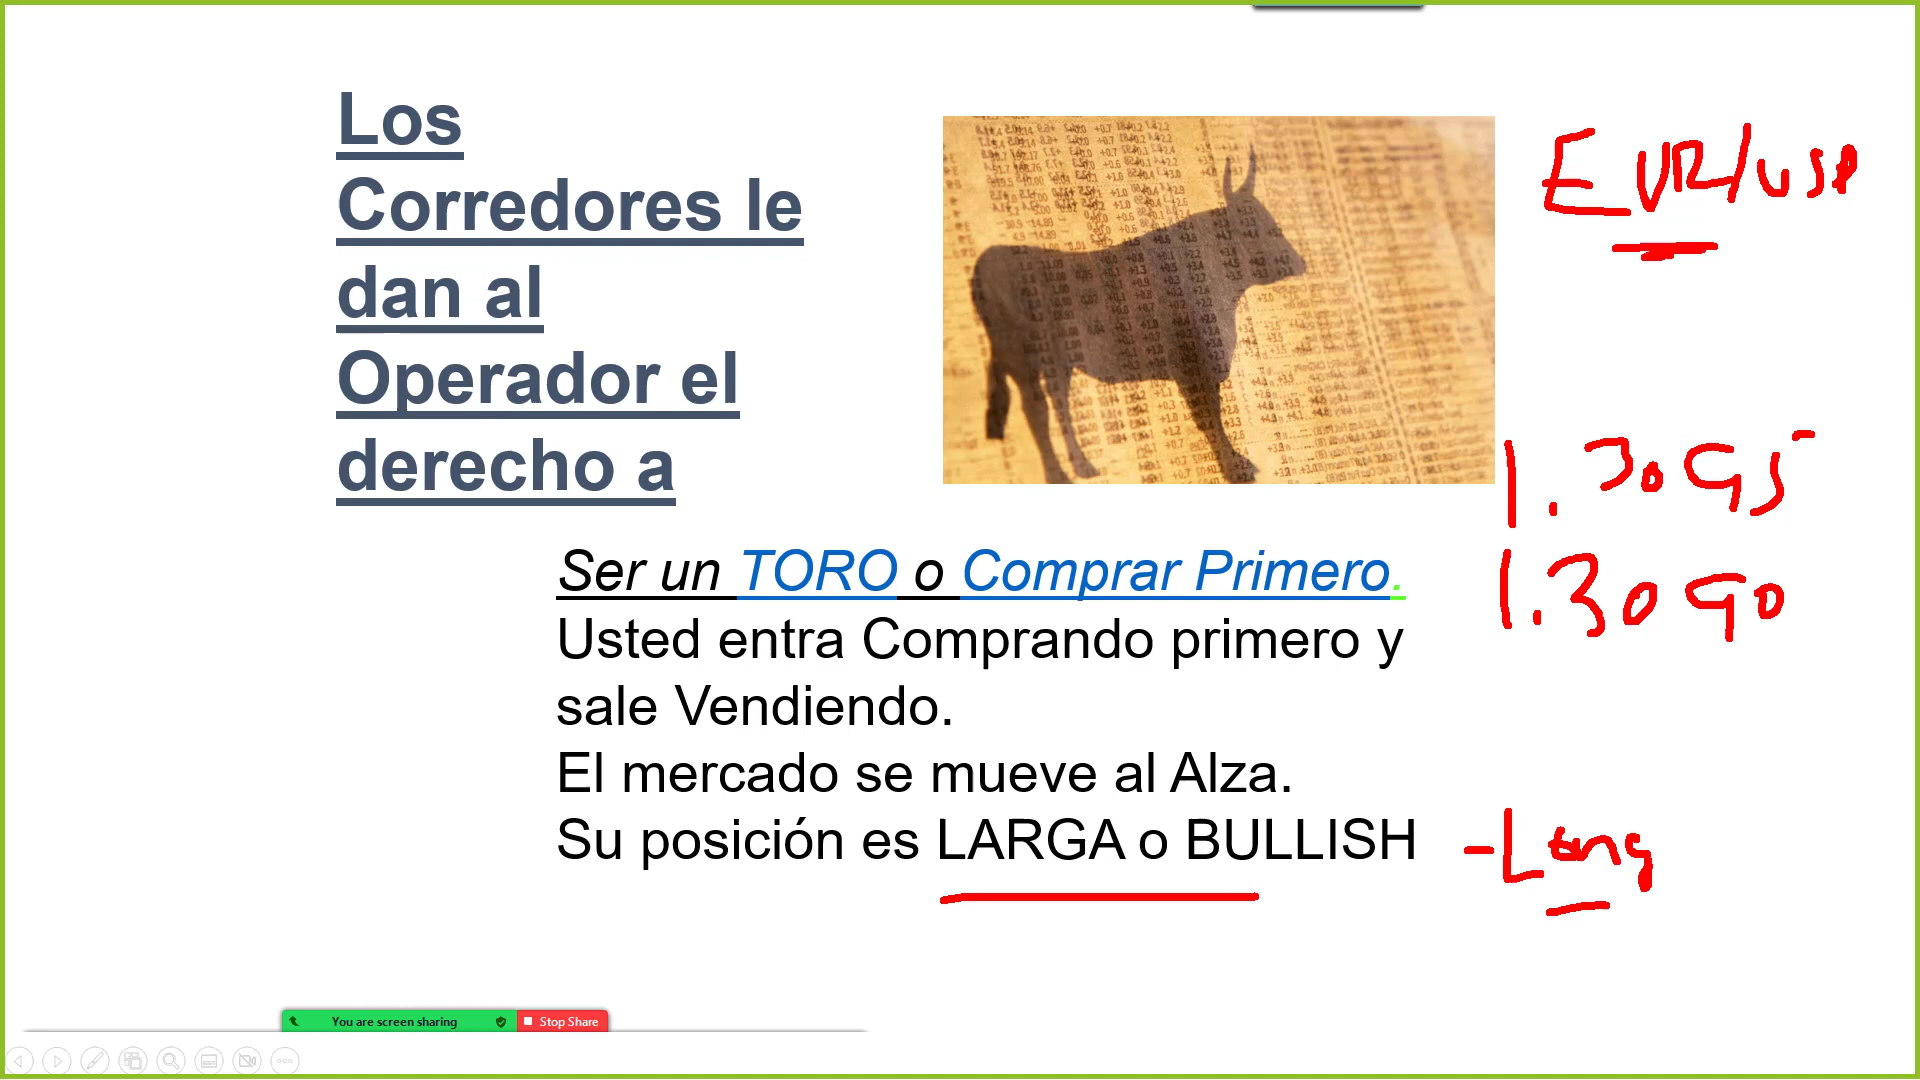 Los
Corredores le
dan al
Operador el
derecho a
EUR/USD
1.3095
1.3090
Ser un TORO o Comprar Primero.
Usted entra Comprando primero y
sale Vendiendo.
El mercado se mueve al Alza.
Su posición es LARGA o BULLISH
-Long
You are screen sharing
Stop Share